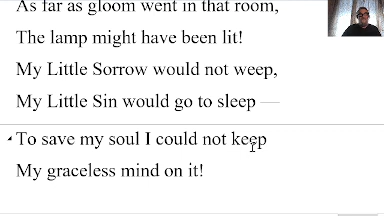 As far as gloom went in that room,
The lamp might have been lit!
My Little Sorrow would not weep,
My Little Sin would go to sleep —
To save my soul I could not keep
My graceless mind on it!